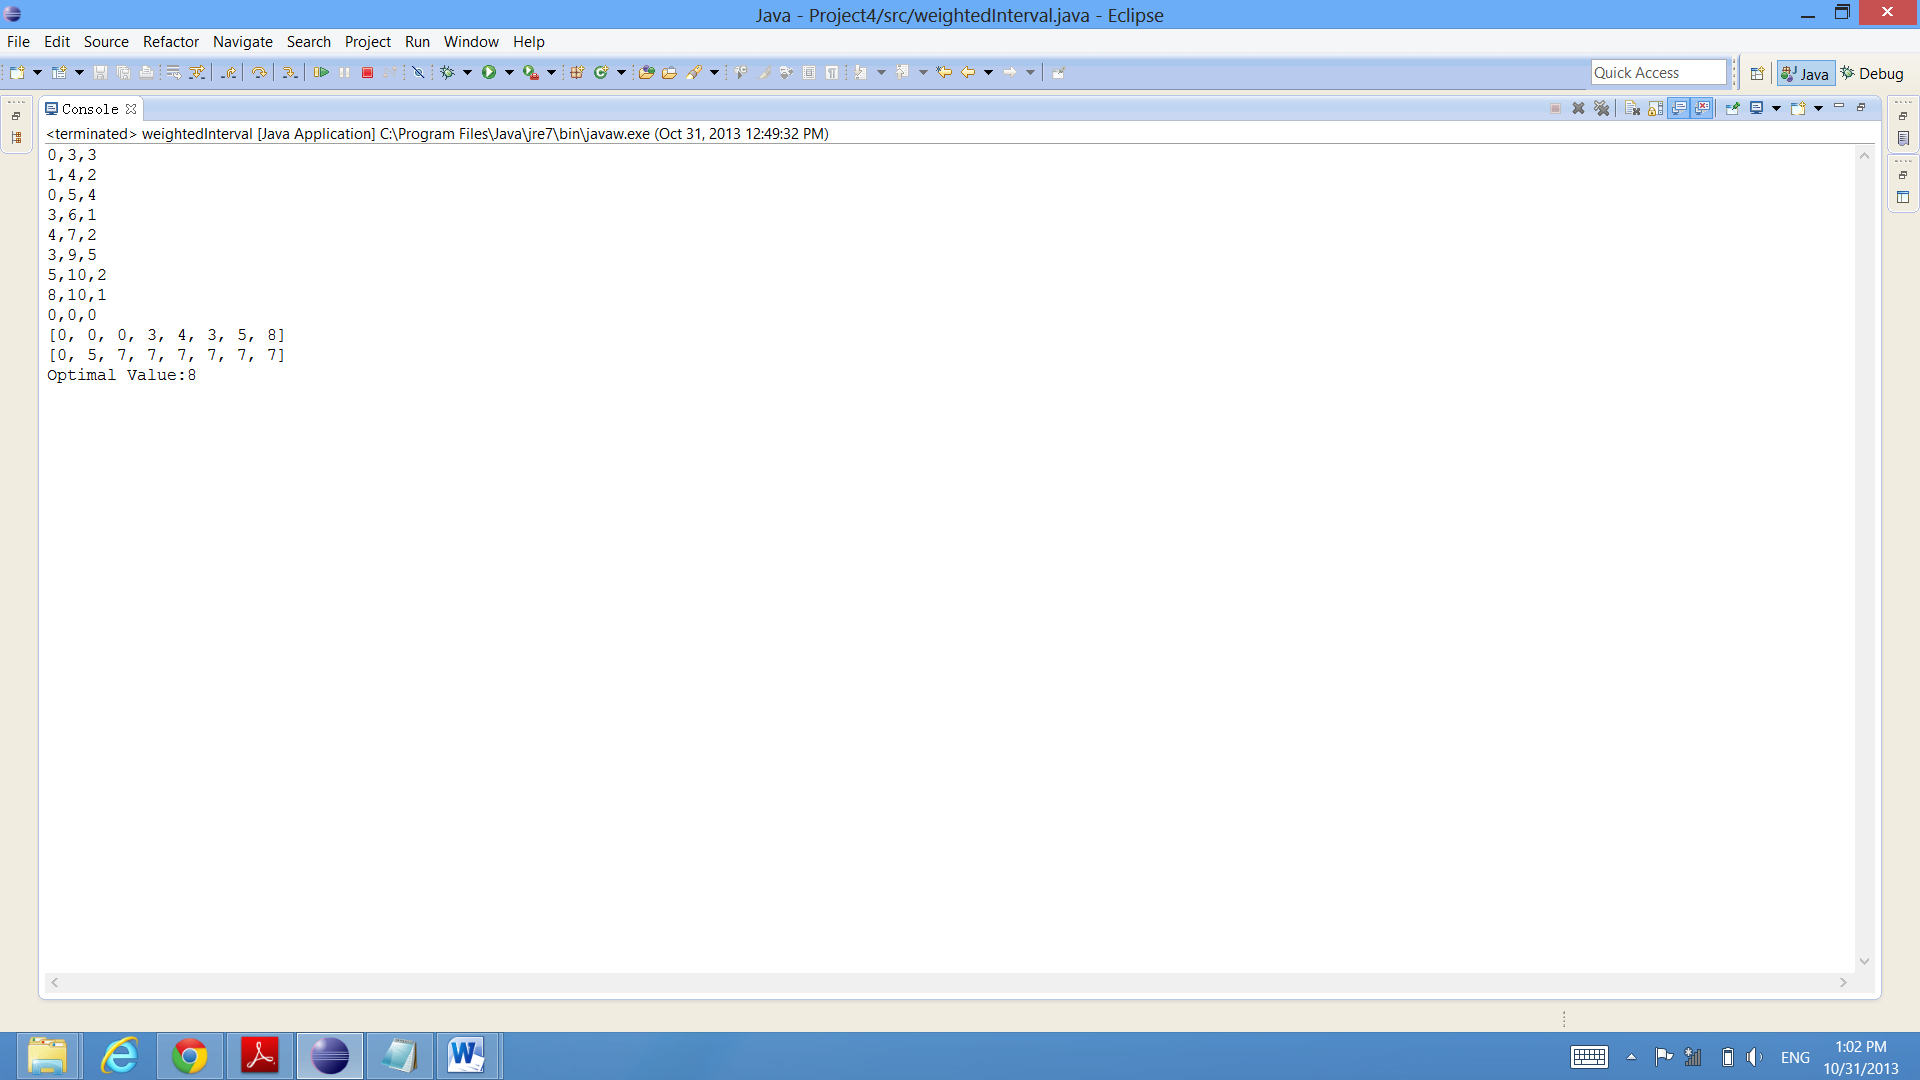 Java - Project4/src/weightedInterval.java - Eclipse
File Edit Source Refactor Navigate Search Project Run Window Help
Quick Access
Java
Debug
Console
<terminated> weightedInterval [Java Application] C:\Program Files\Java\jre7\bin\javaw.exe (Oct 31, 2013 12:49:32 PM)
0,3,3
1,4,2
0,5,4
3,6,1
4,7,2
3,9,5
5,10,2
8,10,1
0,0,0
[0, 0, 0, 3, 4, 3, 5, 8]
[0, 5, 7, 7, 7, 7, 7, 7]
Optimal Value:8
ENG
1:02 PM
10/31/2013